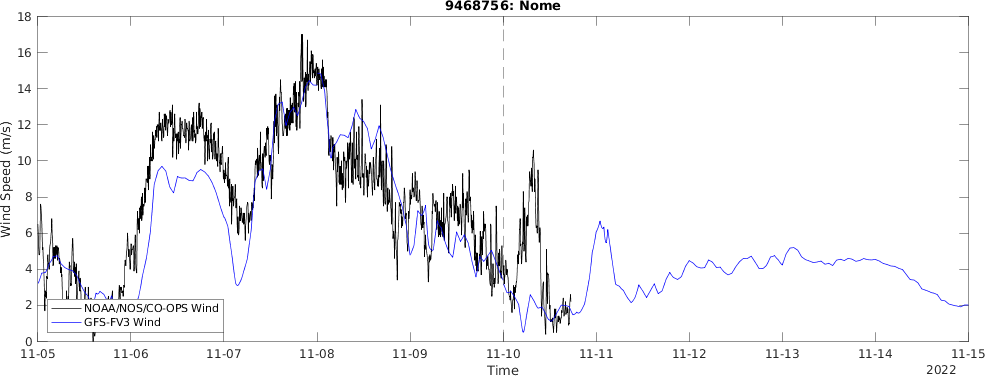 9468756: Nome
Wind Speed (m/s)
18
16
14
12
10
8
6
4
2
0
NOAA/NOS/CO-OPS Wind
GFS-FV3 Wind
11-05 11-06 11-07 11-08 11-09 11-10 11-11 11-12 11-13 11-14 11-15
Time
2022